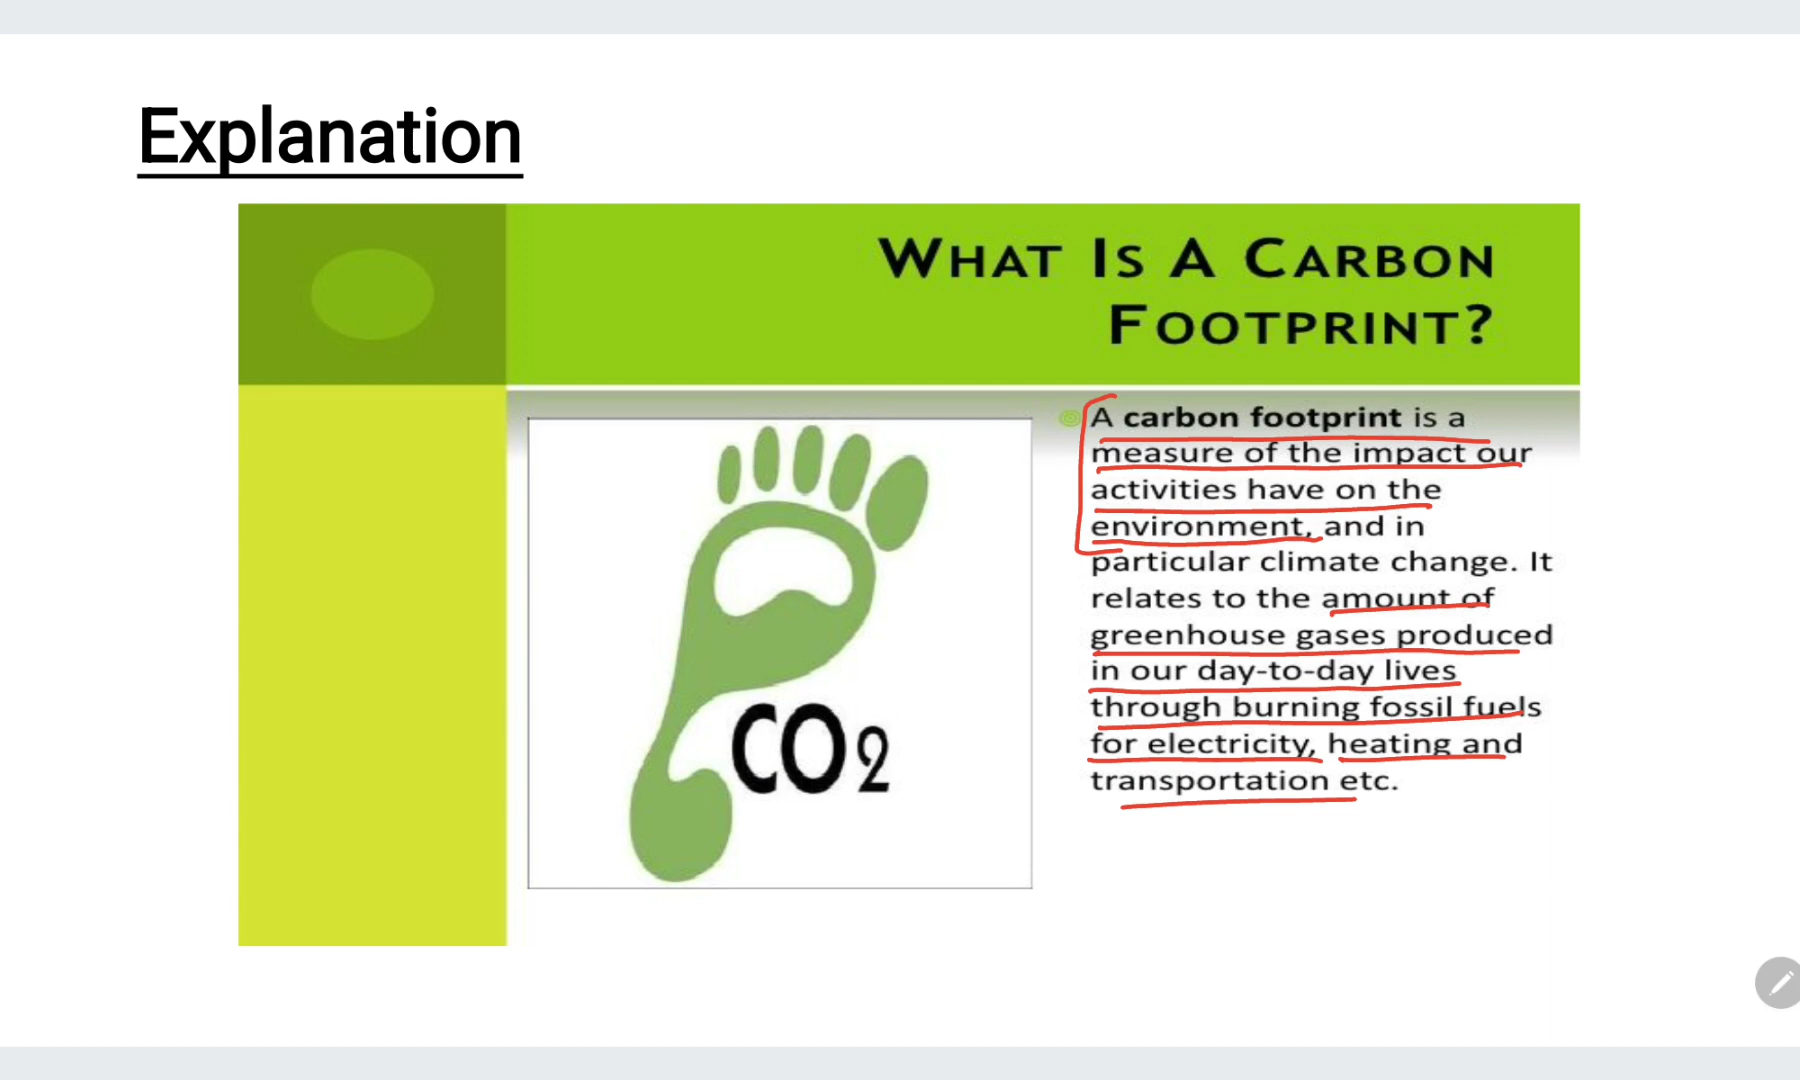 Explanation
WHAT IS A CARBON
FOOTPRINT?
A carbon footprint is a
measure of the impact our
activities have on the
environment, and in
particular climate change. It
relates to the amount of
greenhouse gases produced
in our day-to-day lives
through burning fossil fuels
for electricity, heating and
transportation etc.
CO2